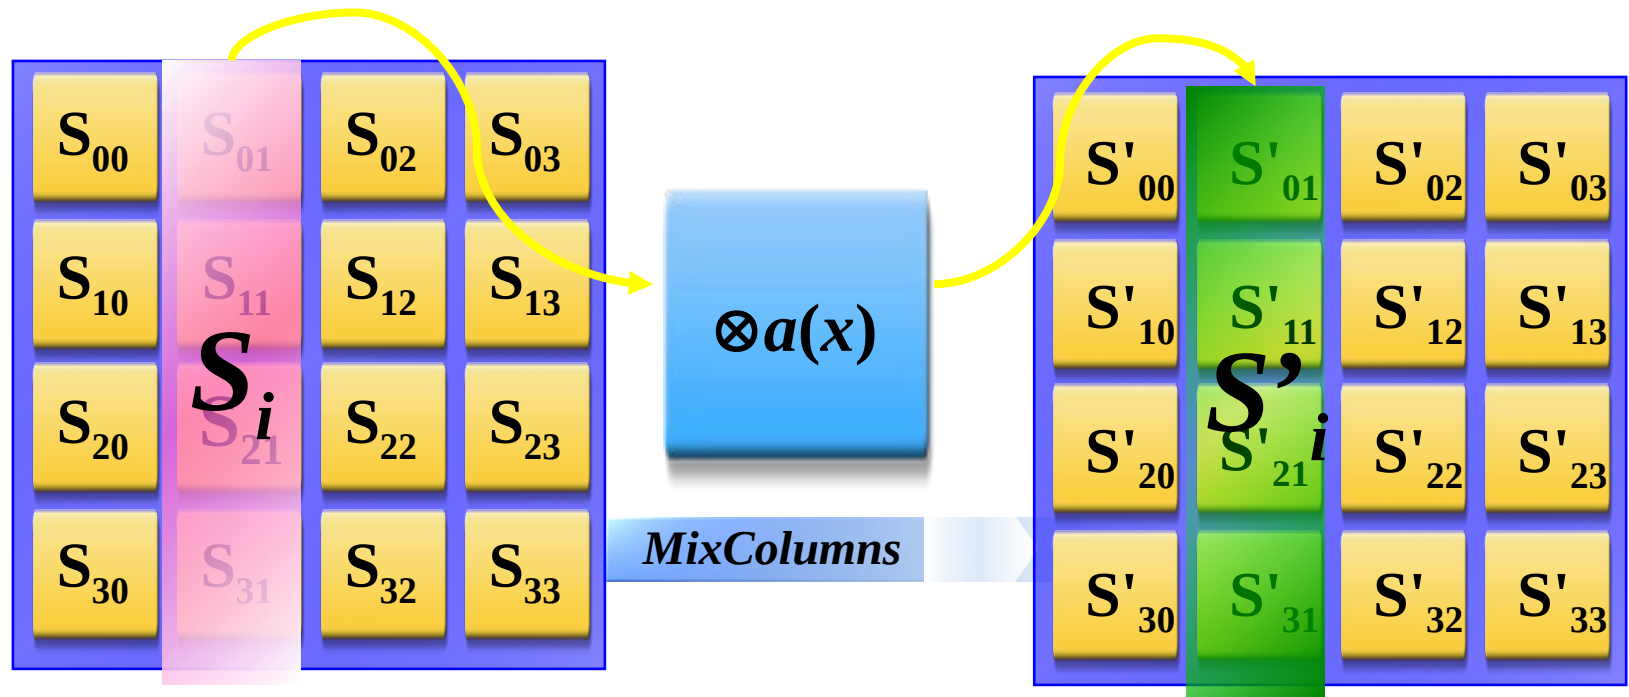 S00 S01 S02 S03
S10 S11 S12 S13
Si
S20 S21 S22 S23
S30 S31 S32 S33
⊗a(x)
MixColumns
S'00 S'01 S'02 S'03
S'10 S'11 S'12 S'13
S’i
S'20 S'21 S'22 S'23
S'30 S'31 S'32 S'33